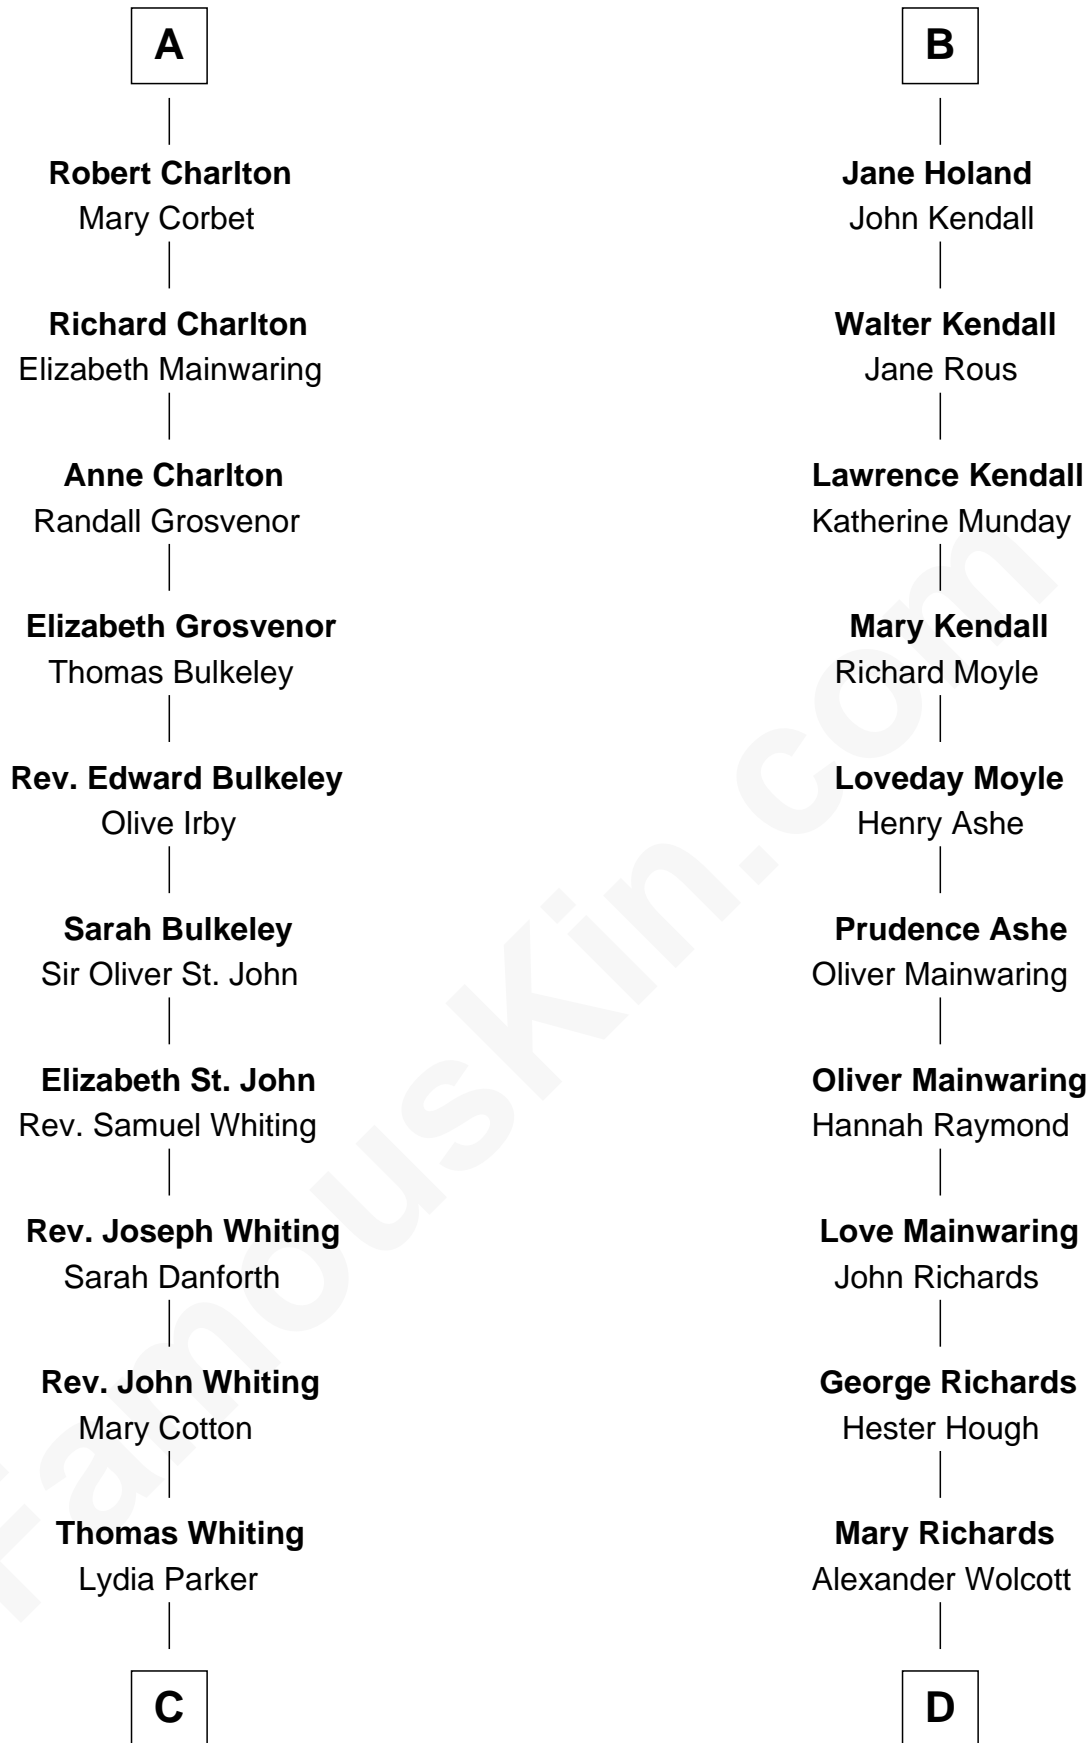 A
Robert Charlton
Mary Corbet
Richard Charlton
Elizabeth Mainwaring
Anne Charlton
Randall Grosvenor
Elizabeth Grosvenor
Thomas Bulkeley
Rev. Edward Bulkeley
Olive Irby
Sarah Bulkeley
Sir Oliver St. John
Elizabeth St. John
Rev. Samuel Whiting
Rev. Joseph Whiting
Sarah Danforth
Rev. John Whiting
Mary Cotton
Thomas Whiting
Lydia Parker
C
B
Jane Holand
John Kendall
Walter Kendall
Jane Rous
Lawrence Kendall
Katherine Munday
Mary Kendall
Richard Moyle
Loveday Moyle
Henry Ashe
Prudence Ashe
Oliver Mainwaring
Oliver Mainwaring
Hannah Raymond
Love Mainwaring
John Richards
George Richards
Hester Hough
Mary Richards
Alexander Wolcott
D
FamousKin.com